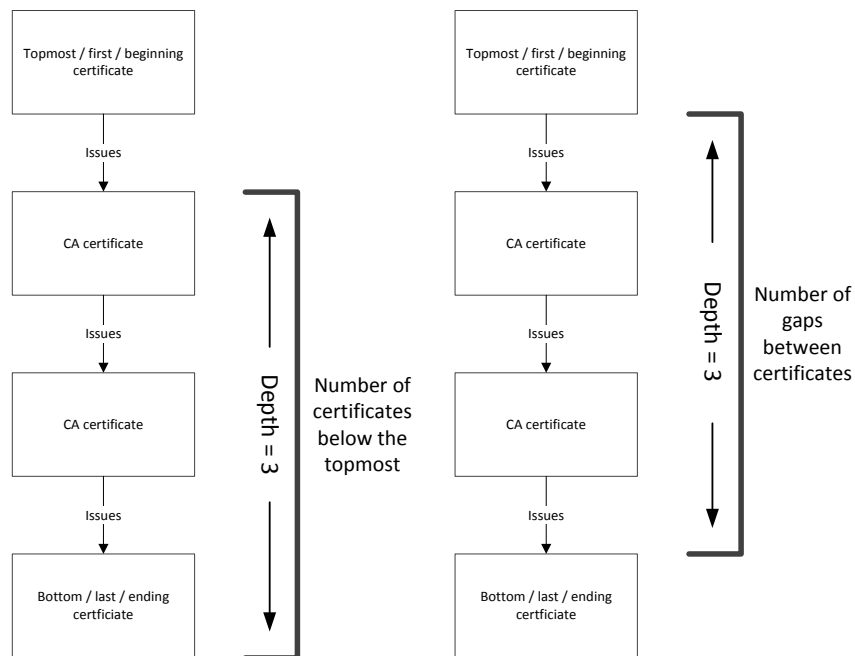 Topmost / first / beginning
certificate
Issues
CA certificate
Issues
CA certificate
Issues
Bottom / last / ending
certficiate
Depth = 3
Number of
certificates
below the
topmost
Topmost / first / beginning
certificate
Issues
CA certificate
Issues
CA certificate
Issues
Bottom / last / ending
certficiate
Depth = 3
Number of
gaps
between
certificates